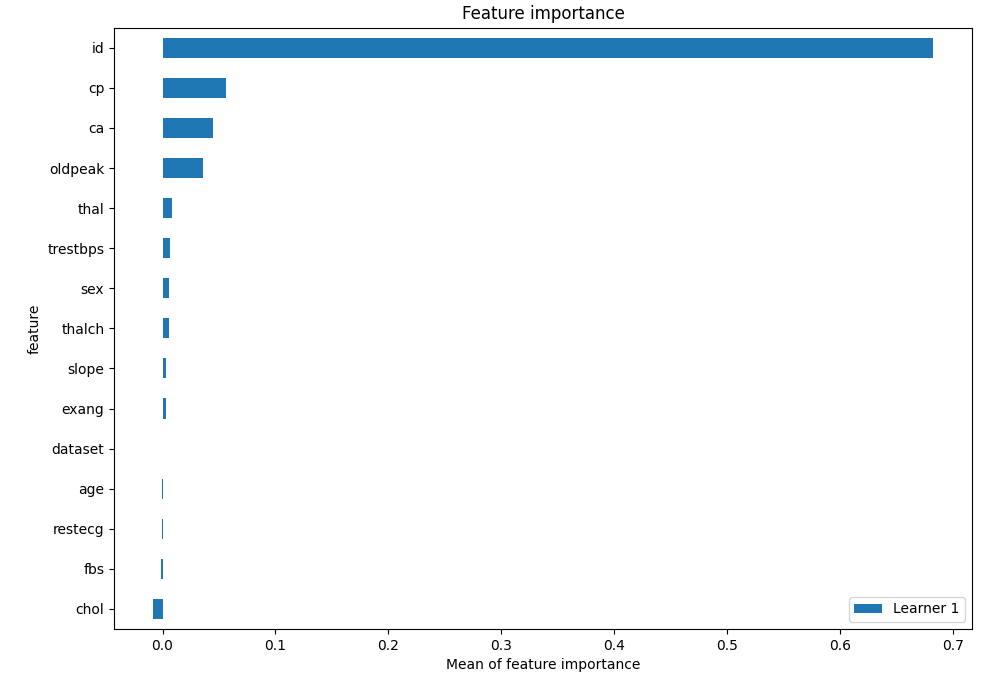 Feature importance
id
cp
ca
oldpeak
thal
trestbps
sex
thalch
slope
exang
dataset
age
restecg
fbs
chol
feature
Learner 1
0.0 0.1 0.2 0.3 0.4 0.5 0.6 0.7
Mean of feature importance